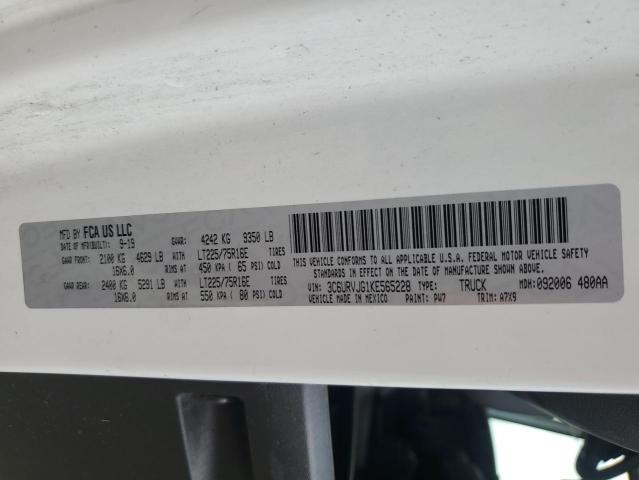 MFD BY FCA US LLC
DATE OF MFR(BUILT): 9-19 GVWR: 4242 KG 9350 LB
GAWR FRONT: 2100 KG 4629 LB WITH LT225/75R16E TIRES
16X6.0 RIMS AT 450 KPA ( 65 PSI) COLD
GAWR REAR: 2400 KG 5291 LB WITH LT225/75R16E TIRES
16X6.0 RIMS AT 550 KPA ( 80 PSI) COLD
THIS VEHICLE CONFORMS TO ALL APPLICABLE U.S.A. FEDERAL MOTOR VEHICLE SAFETY
STANDARDS IN EFFECT ON THE DATE OF MANUFACTURE SHOWN ABOVE.
VIN: 3C6URVJG1KE565228 TYPE: TRUCK MDH: 092006 480AA
MADE IN MEXICO PAINT: PW7 TRIM: A7X9